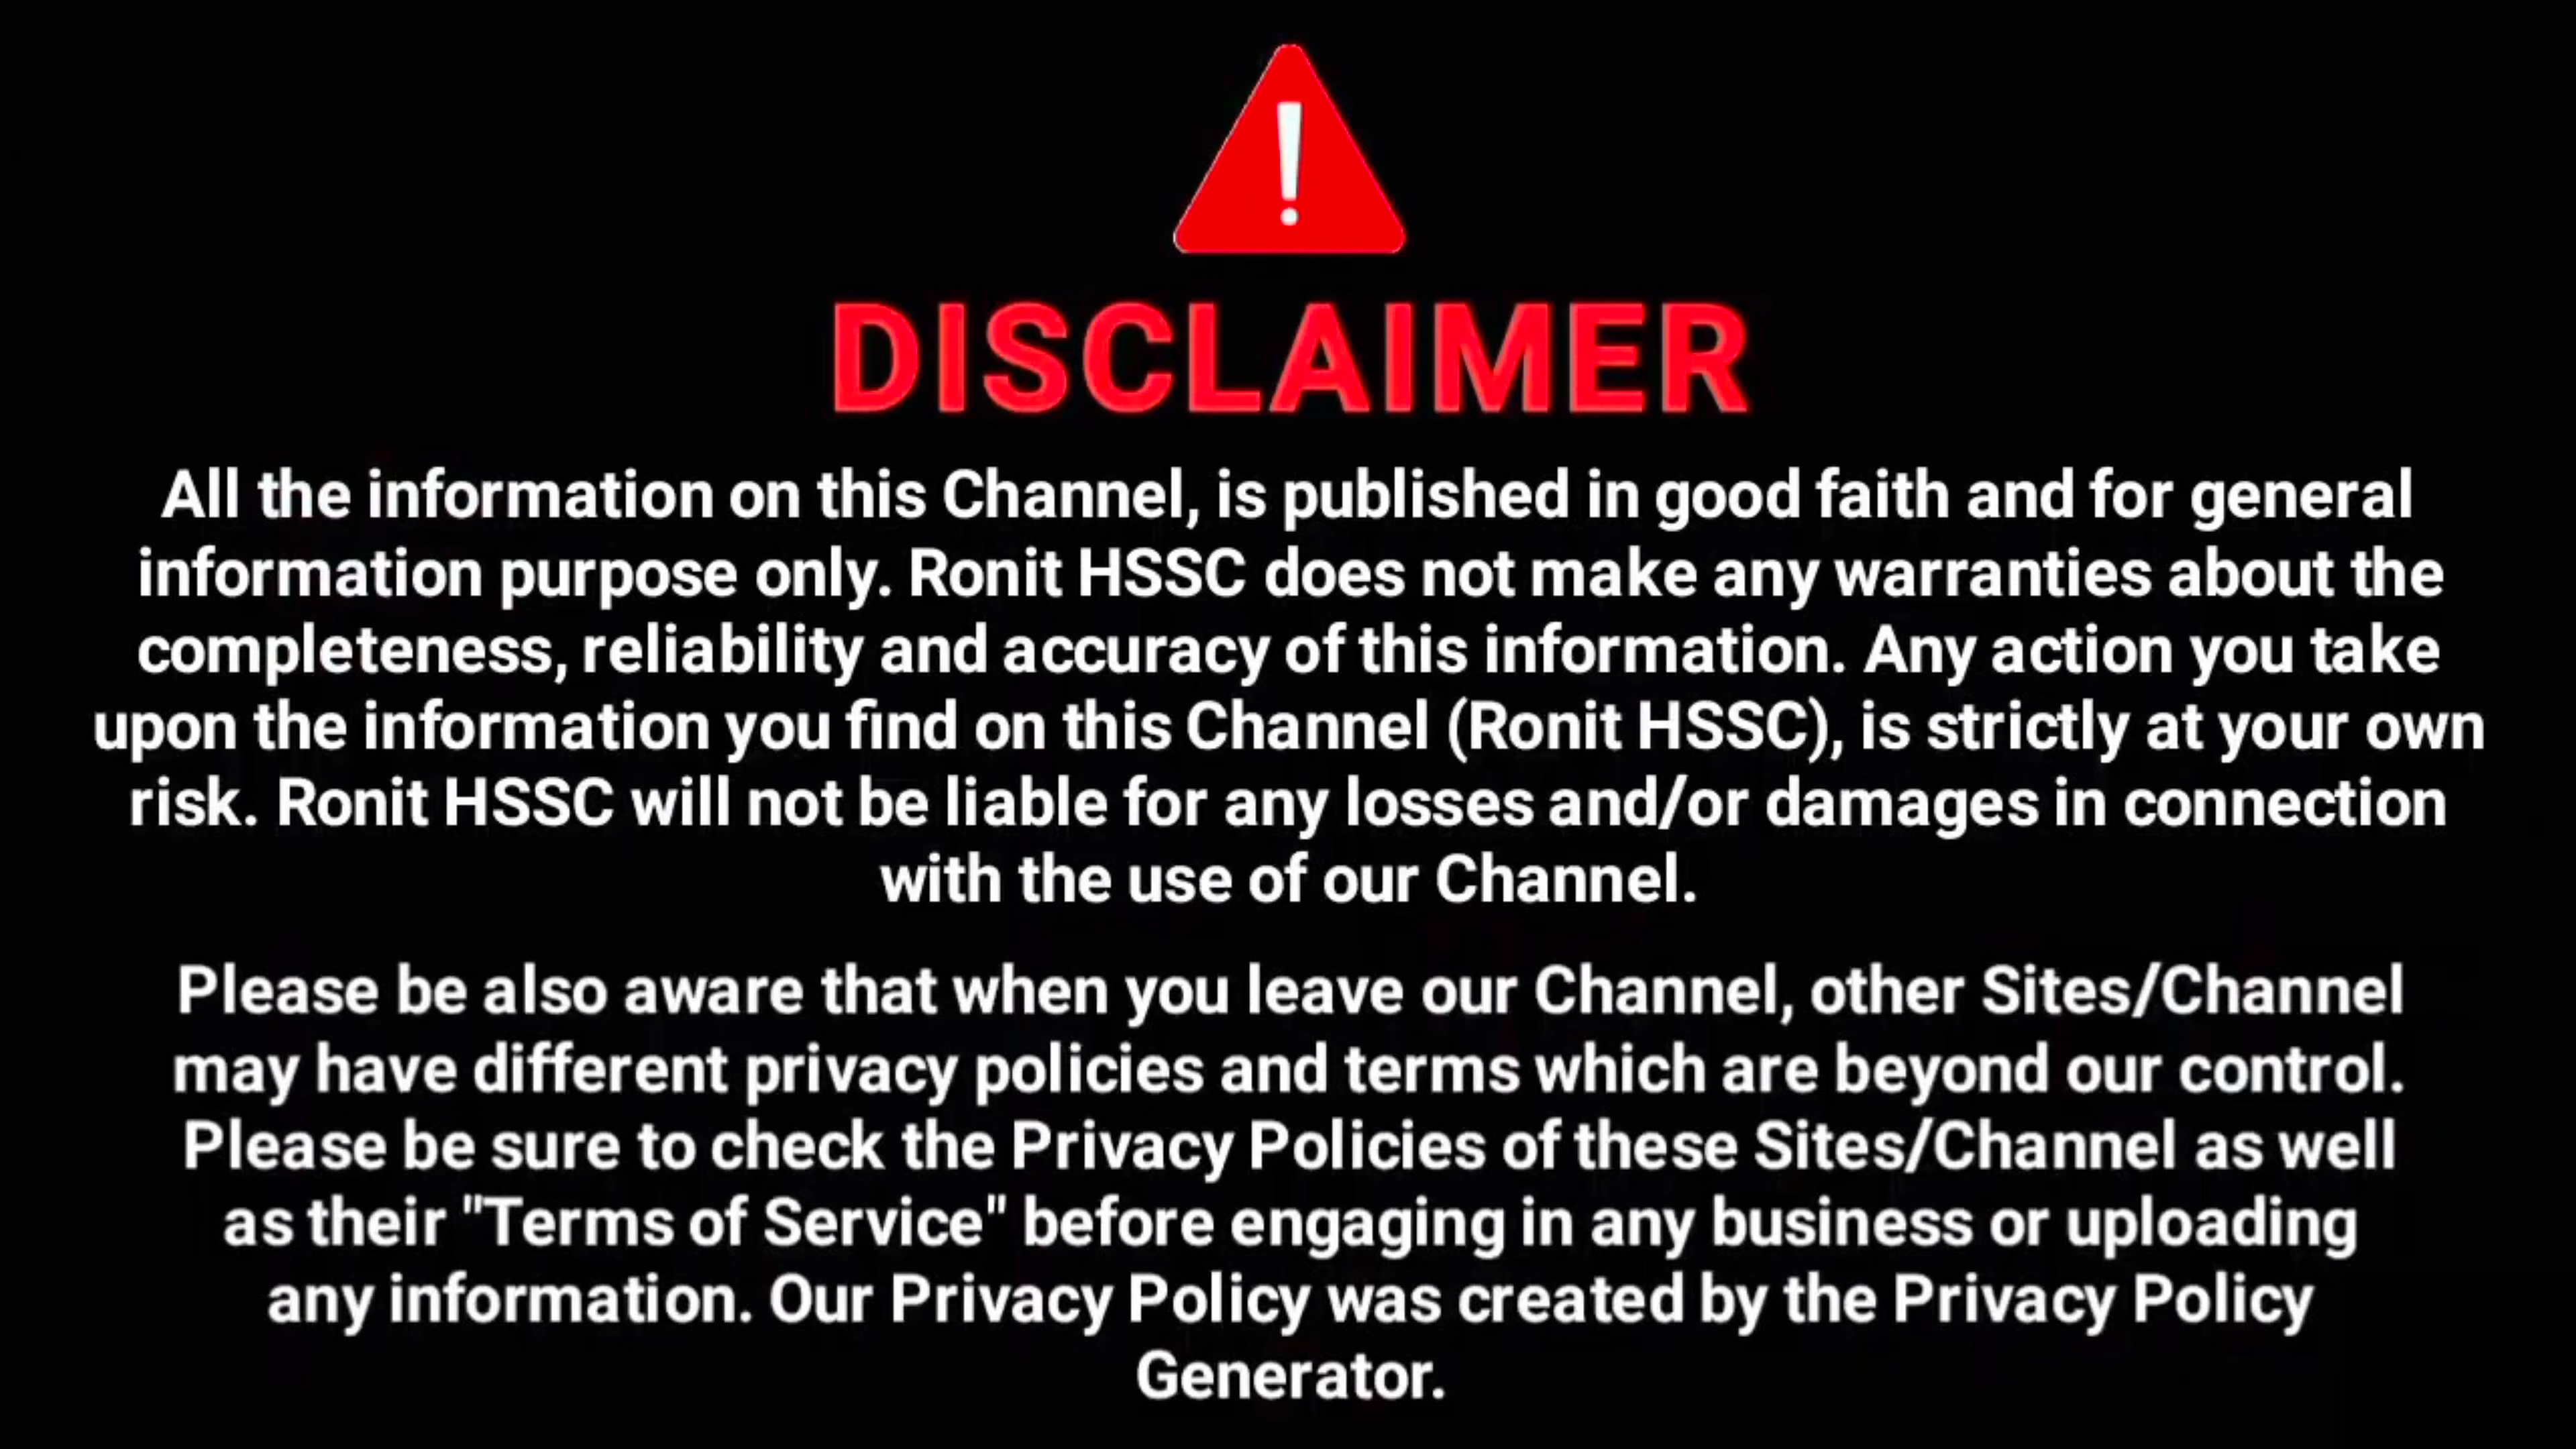 !
DISCLAIMER
All the information on this Channel, is published in good faith and for general
information purpose only. Ronit HSSC does not make any warranties about the
completeness, reliability and accuracy of this information. Any action you take
upon the information you find on this Channel (Ronit HSSC), is strictly at your own
risk. Ronit HSSC will not be liable for any losses and/or damages in connection
with the use of our Channel.
Please be also aware that when you leave our Channel, other Sites/Channel
may have different privacy policies and terms which are beyond our control.
Please be sure to check the Privacy Policies of these Sites/Channel as well
as their "Terms of Service" before engaging in any business or uploading
any information. Our Privacy Policy was created by the Privacy Policy
Generator.